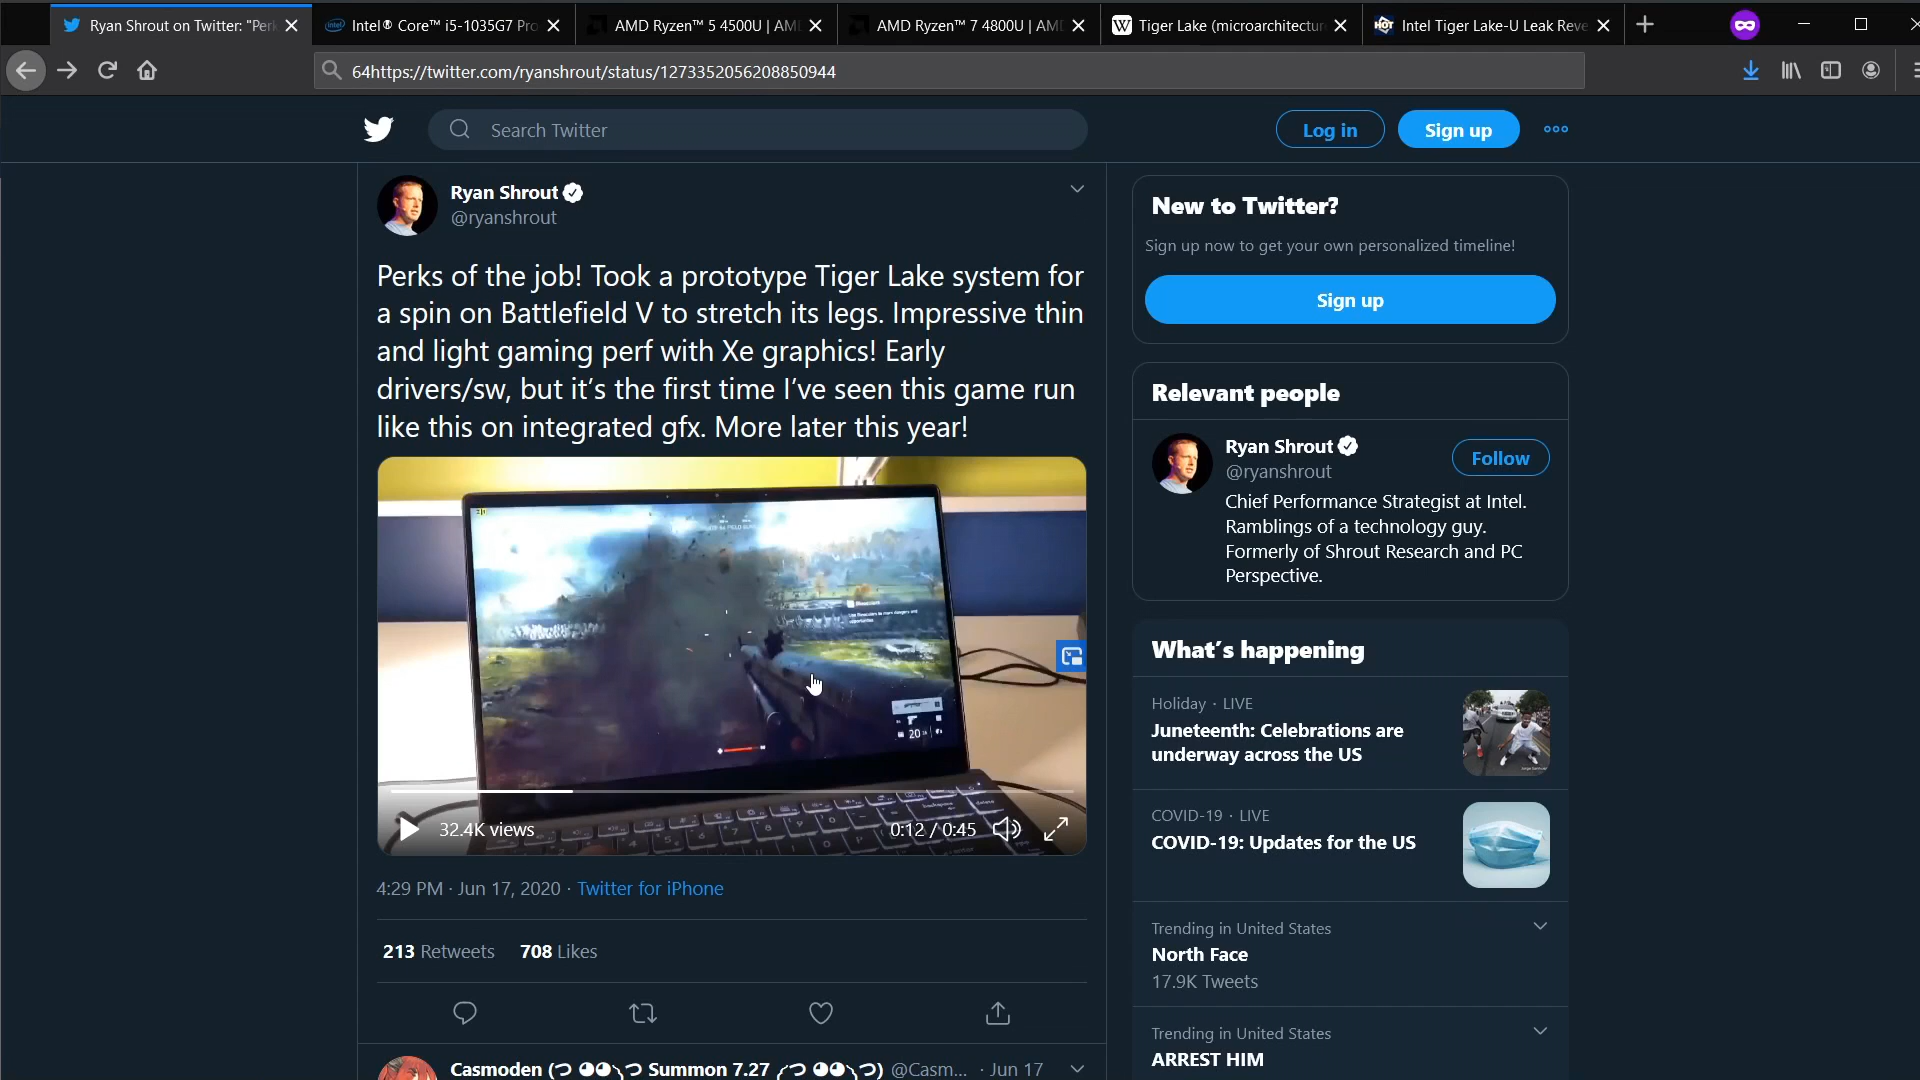 Ryan Shrout on Twitter: "Perk
Intel® Core™ i5-1035G7 Pro
AMD Ryzen™ 5 4500U | AM
AMD Ryzen™ 7 4800U | AM
Tiger Lake (microarchitectur
Intel Tiger Lake-U Leak Reve
64https://twitter.com/ryanshrout/status/1273352056208850944
Search Twitter
Log in
Sign up
Ryan Shrout
@ryanshrout
Perks of the job! Took a prototype Tiger Lake system for
a spin on Battlefield V to stretch its legs. Impressive thin
and light gaming perf with Xe graphics! Early
drivers/sw, but it's the first time I've seen this game run
like this on integrated gfx. More later this year!
20
32.4K views
0:12 / 0:45
4:29 PM · Jun 17, 2020 · Twitter for iPhone
213 Retweets 708 Likes
Casmoden (つ ◕◕⟍つ Summon 7.27 ╭つ ◕◕⟍つ) @Casm... · Jun 17
New to Twitter?
Sign up now to get your own personalized timeline!
Sign up
Relevant people
Ryan Shrout
@ryanshrout
Follow
Chief Performance Strategist at Intel.
Ramblings of a technology guy.
Formerly of Shrout Research and PC
Perspective.
What's happening
Holiday · LIVE
Juneteenth: Celebrations are
underway across the US
COVID-19 · LIVE
COVID-19: Updates for the US
Trending in United States
North Face
17.9K Tweets
Trending in United States
ARREST HIM